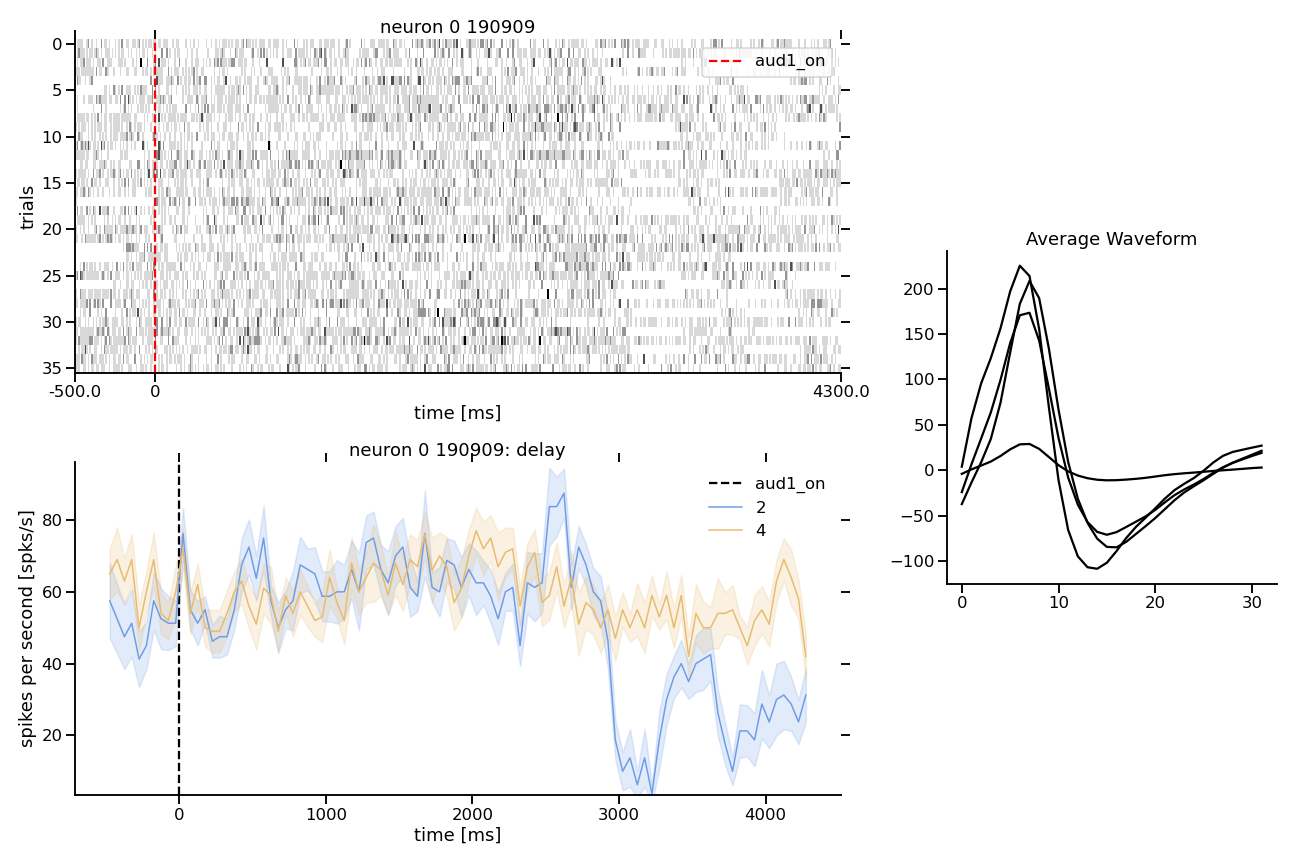 neuron 0 190909
trials
0
5
10
15
20
25
30
35
aud1_on
-500.0 0 4300.0
time [ms]
neuron 0 190909: delay
spikes per second [spks/s]
80
60
40
20
aud1_on
2
4
0 1000 2000 3000 4000
time [ms]
Average Waveform
200
150
100
50
0
−50
−100
0 10 20 30